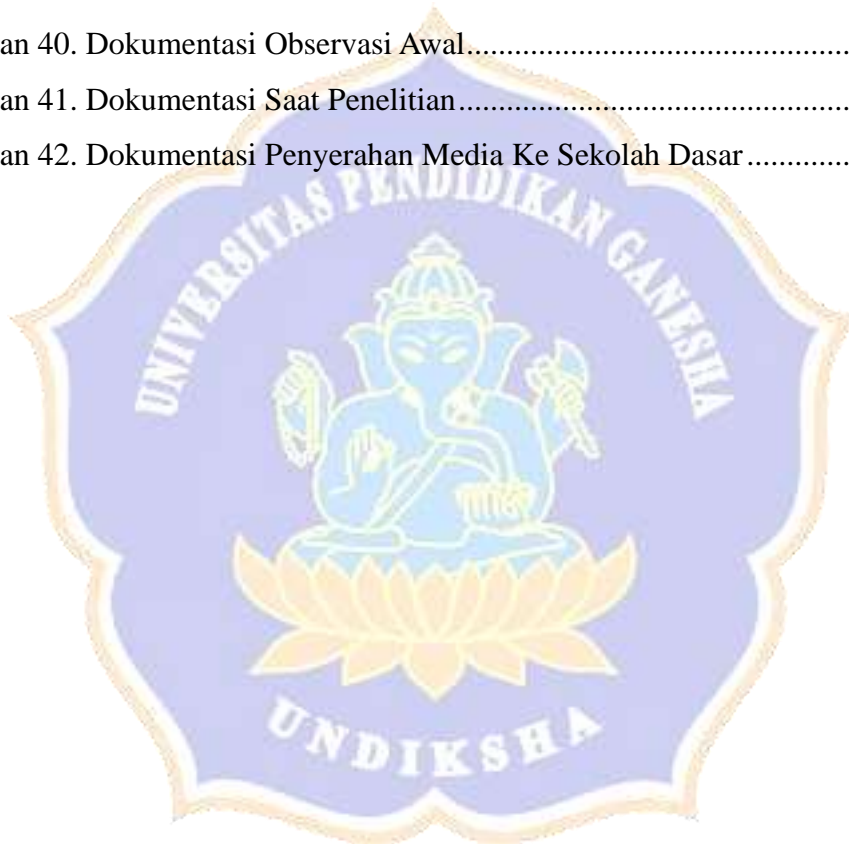 an 40. Dokumentasi Observasi Awal....................................................
an 41. Dokumentasi Saat Penelitian.....................................................
an 42. Dokumentasi Penyerahan Media Ke Sekolah Dasar.............
UNIVERSITAS PENDIDIKAN GANESHA
UNDIKSHA